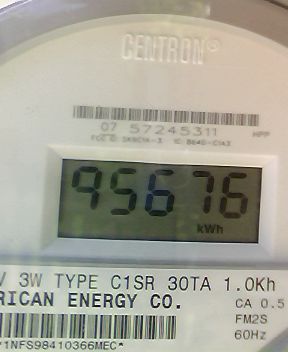 CENTRON®
07 57245311 HPP
95676
kWh
V 3W TYPE C1SR 30TA 1.0Kh
RICAN ENERGY CO. CA 0.5
FM2S
60Hz
*1NFS98410366MEC*